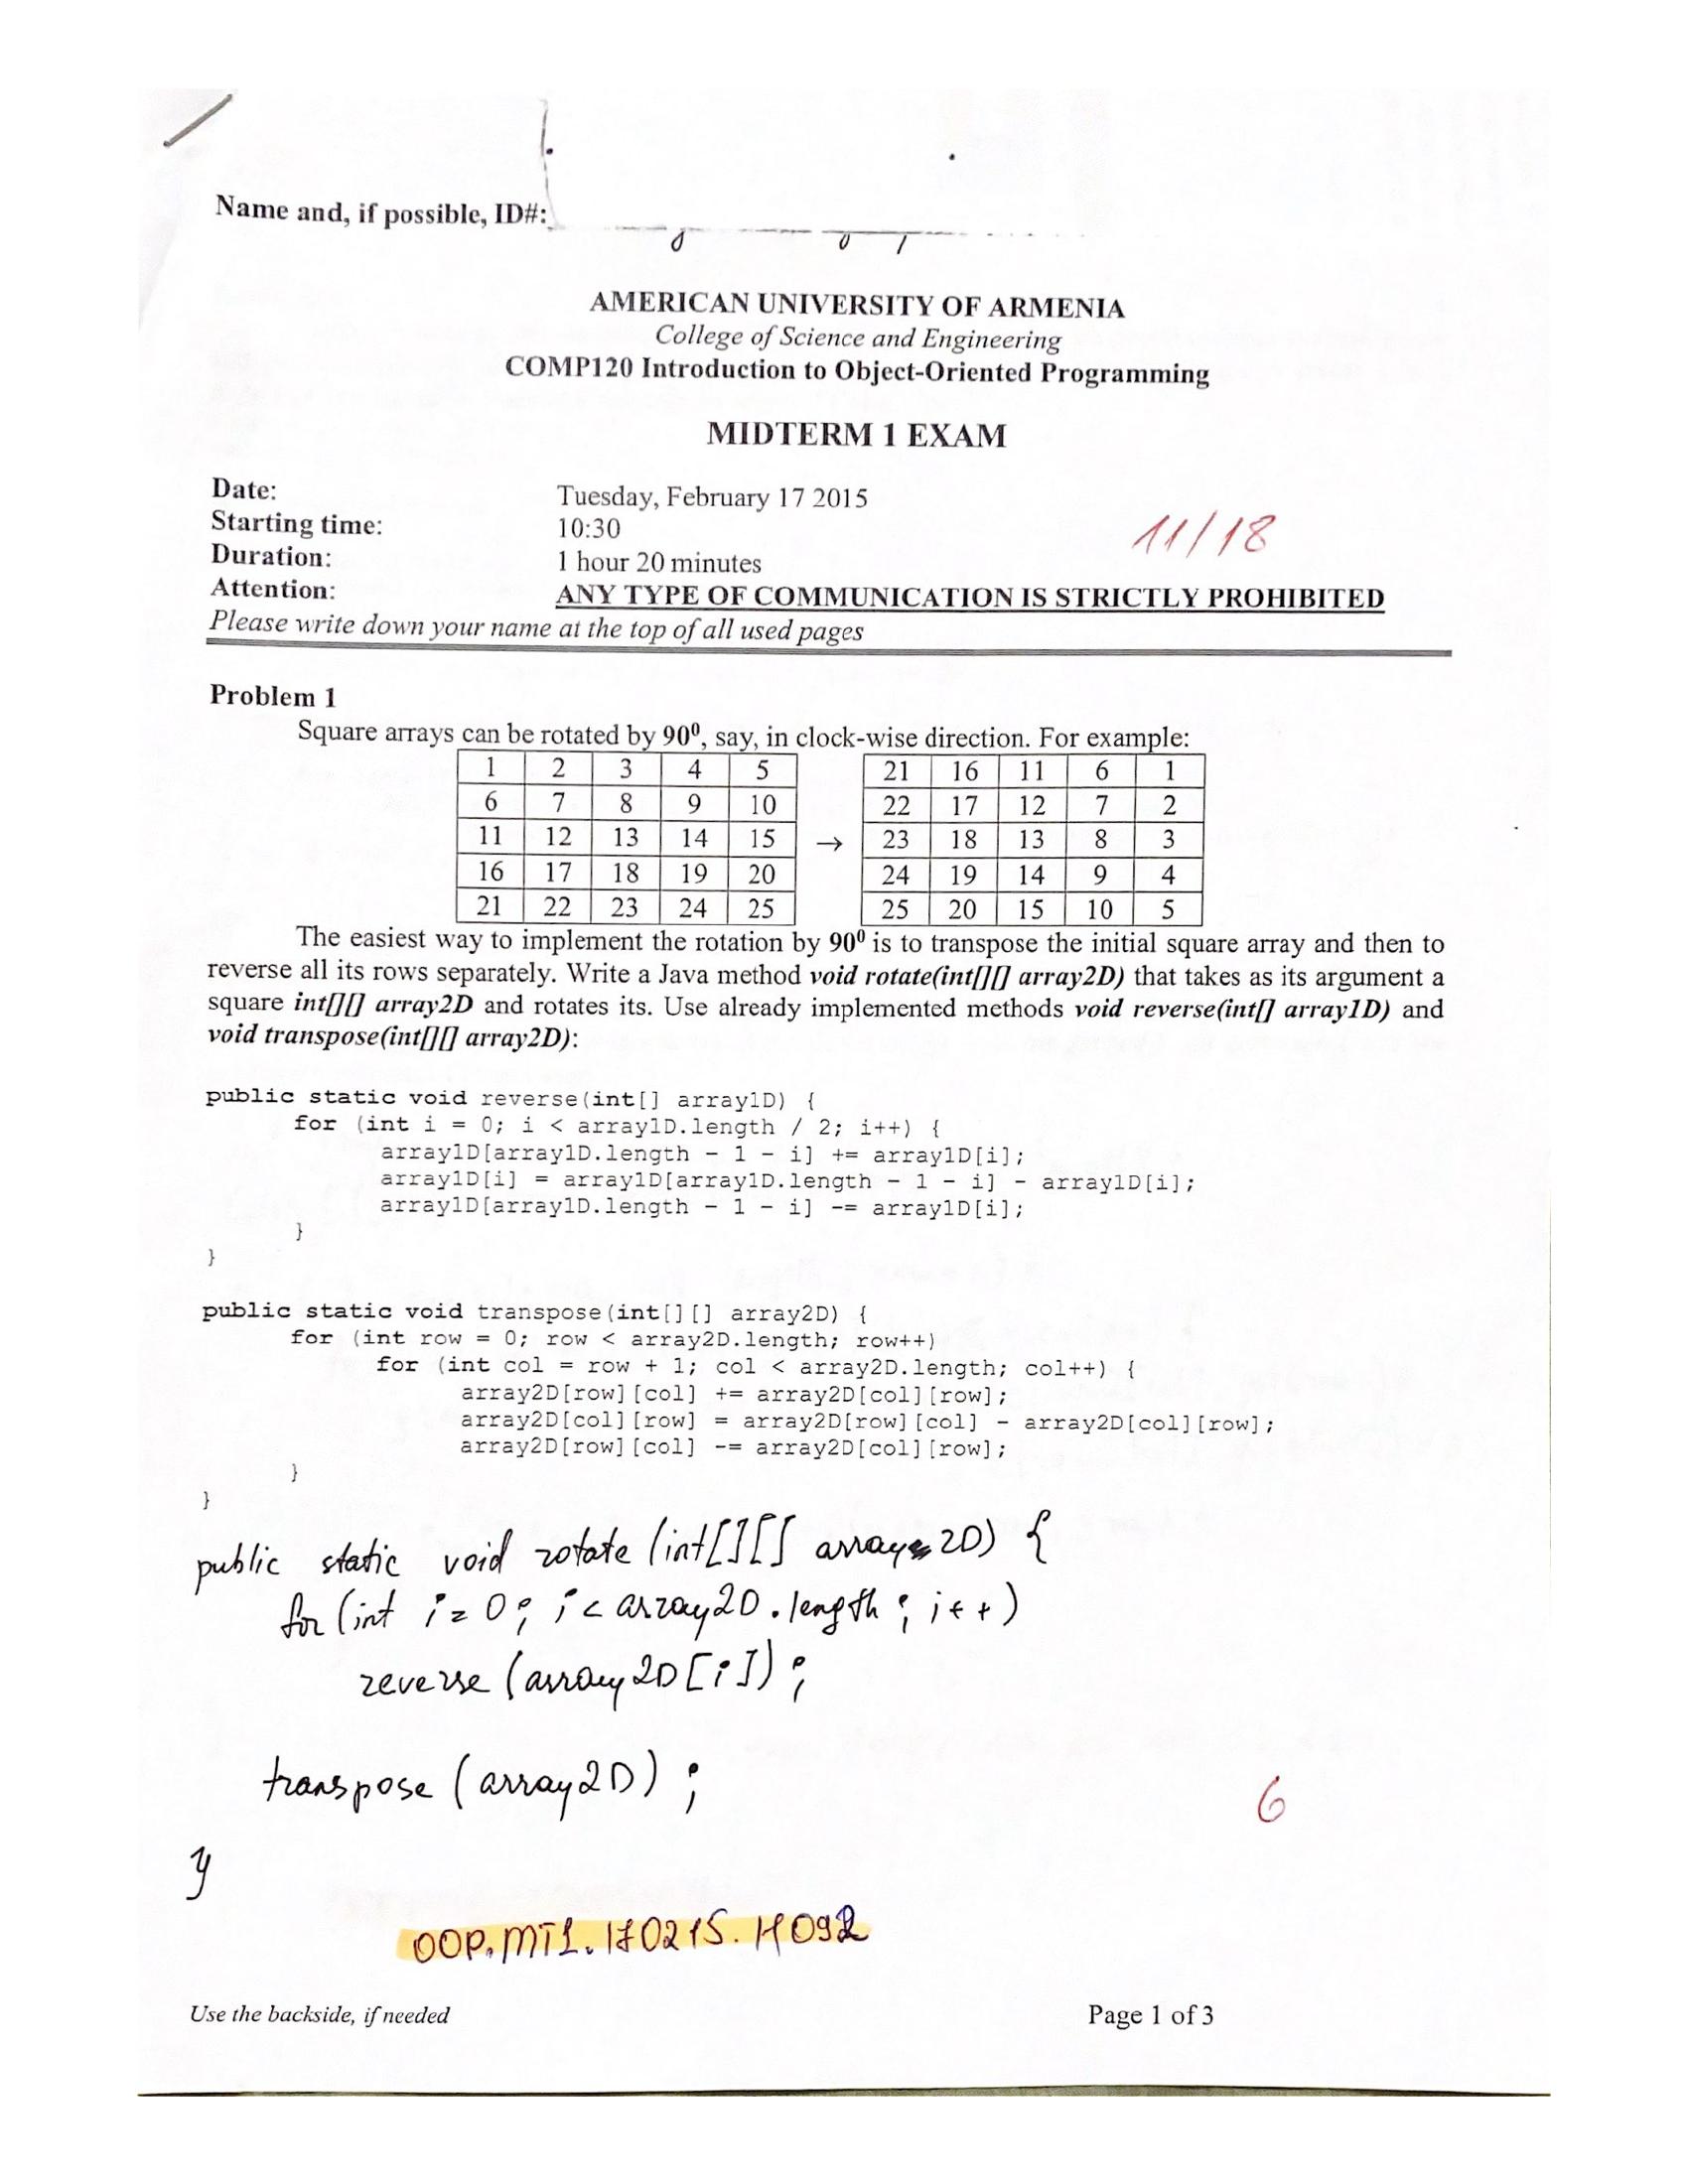 Name and, if possible, ID#:
AMERICAN UNIVERSITY OF ARMENIA
College of Science and Engineering
COMP120 Introduction to Object-Oriented Programming
MIDTERM 1 EXAM
Date: Tuesday, February 17 2015
Starting time: 10:30
11/18
Duration: 1 hour 20 minutes
Attention: ANY TYPE OF COMMUNICATION IS STRICTLY PROHIBITED
Please write down your name at the top of all used pages
Problem 1
Square arrays can be rotated by 90⁰, say, in clock-wise direction. For example:
1 2 3 4 5 21 16 11 6 1
6 7 8 9 10 22 17 12 7 2
11 12 13 14 15 → 23 18 13 8 3
16 17 18 19 20 24 19 14 9 4
21 22 23 24 25 25 20 15 10 5
The easiest way to implement the rotation by 90⁰ is to transpose the initial square array and then to
reverse all its rows separately. Write a Java method void rotate(int[][] array2D) that takes as its argument a
square int[][] array2D and rotates its. Use already implemented methods void reverse(int[] array1D) and
void transpose(int[][] array2D):
public static void reverse(int[] array1D) {
for (int i = 0; i < array1D.length / 2; i++) {
array1D[array1D.length - 1 - i] += array1D[i];
array1D[i] = array1D[array1D.length - 1 - i] - array1D[i];
array1D[array1D.length - 1 - i] -= array1D[i];
}
}
public static void transpose(int[][] array2D) {
for (int row = 0; row < array2D.length; row++)
for (int col = row + 1; col < array2D.length; col++) {
array2D[row][col] += array2D[col][row];
array2D[col][row] = array2D[row][col] - array2D[col][row];
array2D[row][col] -= array2D[col][row];
}
}
public static void rotate (int[][] array2D) {
for (int i = 0; i < array2D.length; i++)
reverse (array2D[i]);
transpose (array2D);
6
}
OOP.MT1.170215.H092
Use the backside, if needed
Page 1 of 3